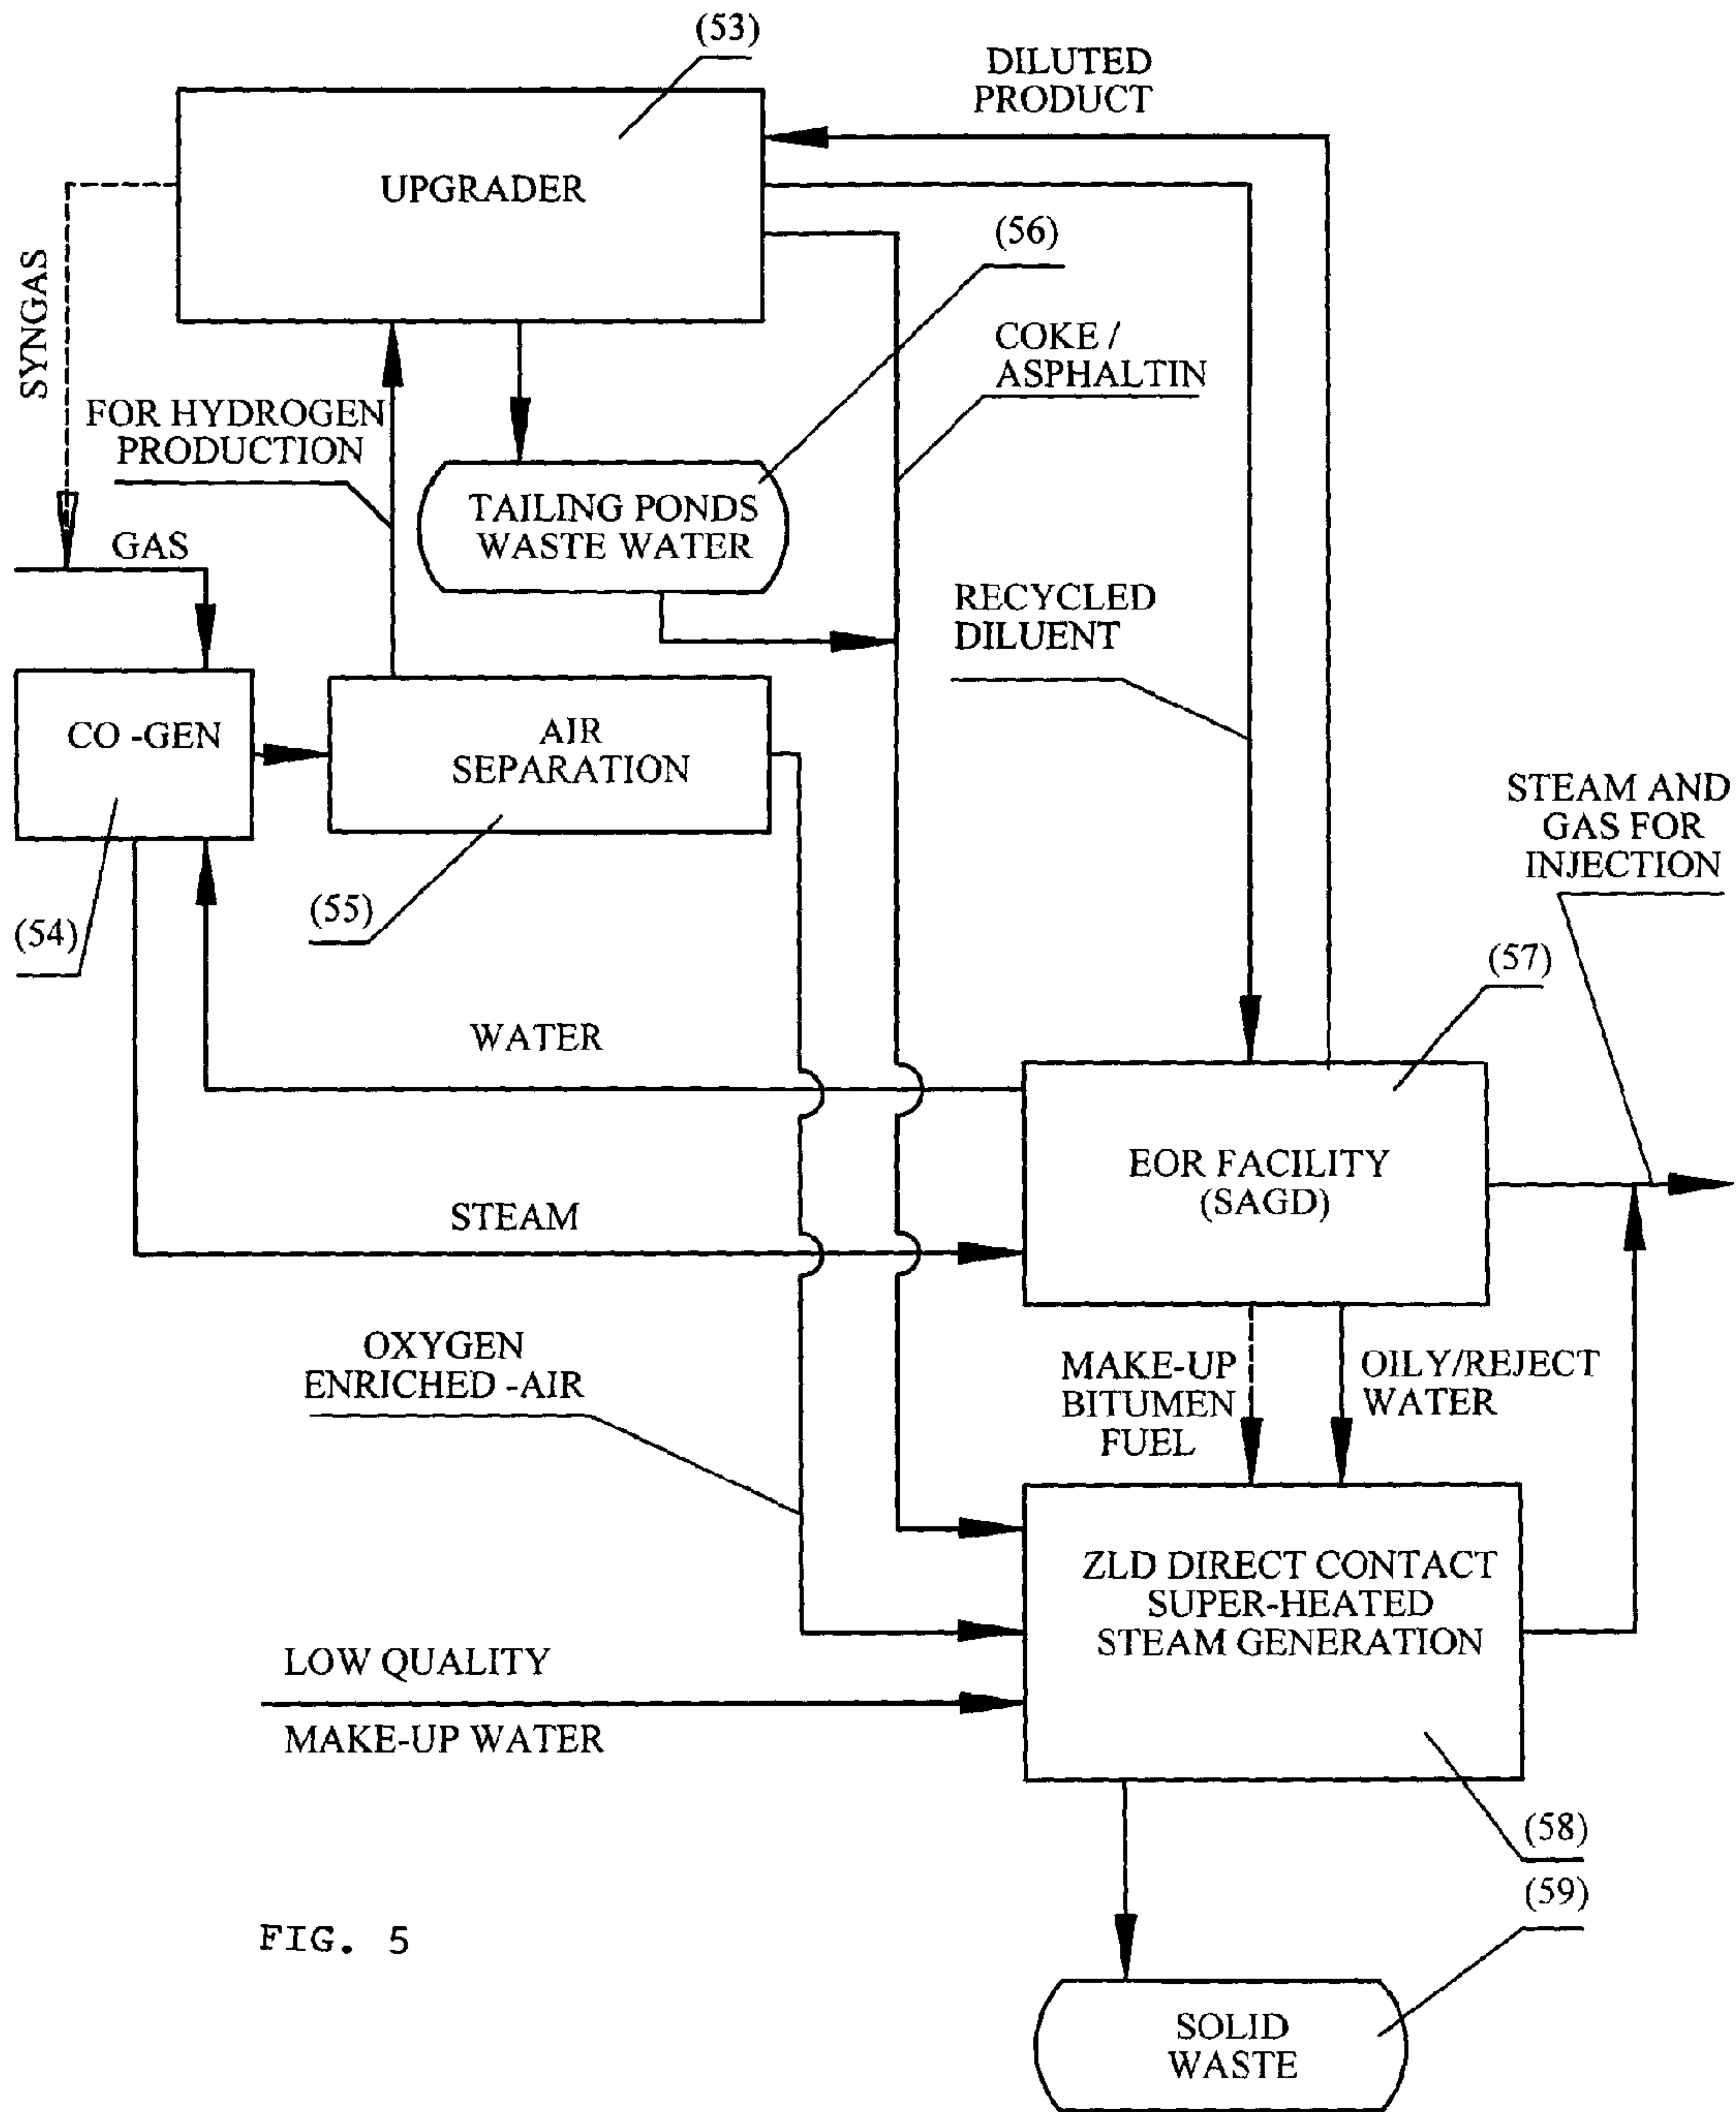 (53)
DILUTED
PRODUCT
UPGRADER
(56)
SYNGAS
COKE /
ASPHALTIN
FOR HYDROGEN
PRODUCTION
TAILING PONDS
WASTE WATER
GAS
RECYCLED
DILUENT
CO -GEN
AIR
SEPARATION
STEAM AND
GAS FOR
INJECTION
(54)
(55)
(57)
WATER
EOR FACILITY
(SAGD)
STEAM
OXYGEN
ENRICHED -AIR
MAKE-UP
BITUMEN
FUEL
OILY/REJECT
WATER
ZLD DIRECT CONTACT
SUPER-HEATED
STEAM GENERATION
LOW QUALITY
MAKE-UP WATER
(58)
(59)
FIG. 5
SOLID
WASTE